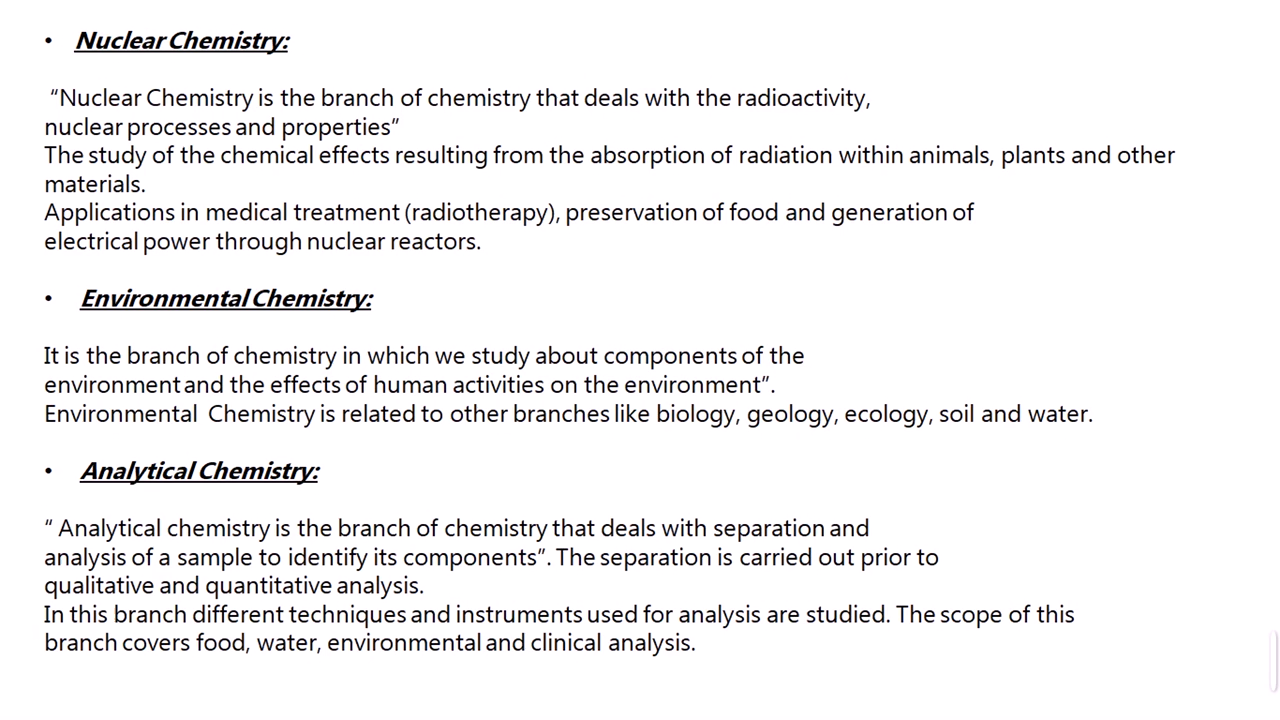 • Nuclear Chemistry:
“Nuclear Chemistry is the branch of chemistry that deals with the radioactivity,
nuclear processes and properties”
The study of the chemical effects resulting from the absorption of radiation within animals, plants and other
materials.
Applications in medical treatment (radiotherapy), preservation of food and generation of
electrical power through nuclear reactors.
• Environmental Chemistry:
It is the branch of chemistry in which we study about components of the
environment and the effects of human activities on the environment”.
Environmental Chemistry is related to other branches like biology, geology, ecology, soil and water.
• Analytical Chemistry:
“ Analytical chemistry is the branch of chemistry that deals with separation and
analysis of a sample to identify its components”. The separation is carried out prior to
qualitative and quantitative analysis.
In this branch different techniques and instruments used for analysis are studied. The scope of this
branch covers food, water, environmental and clinical analysis.